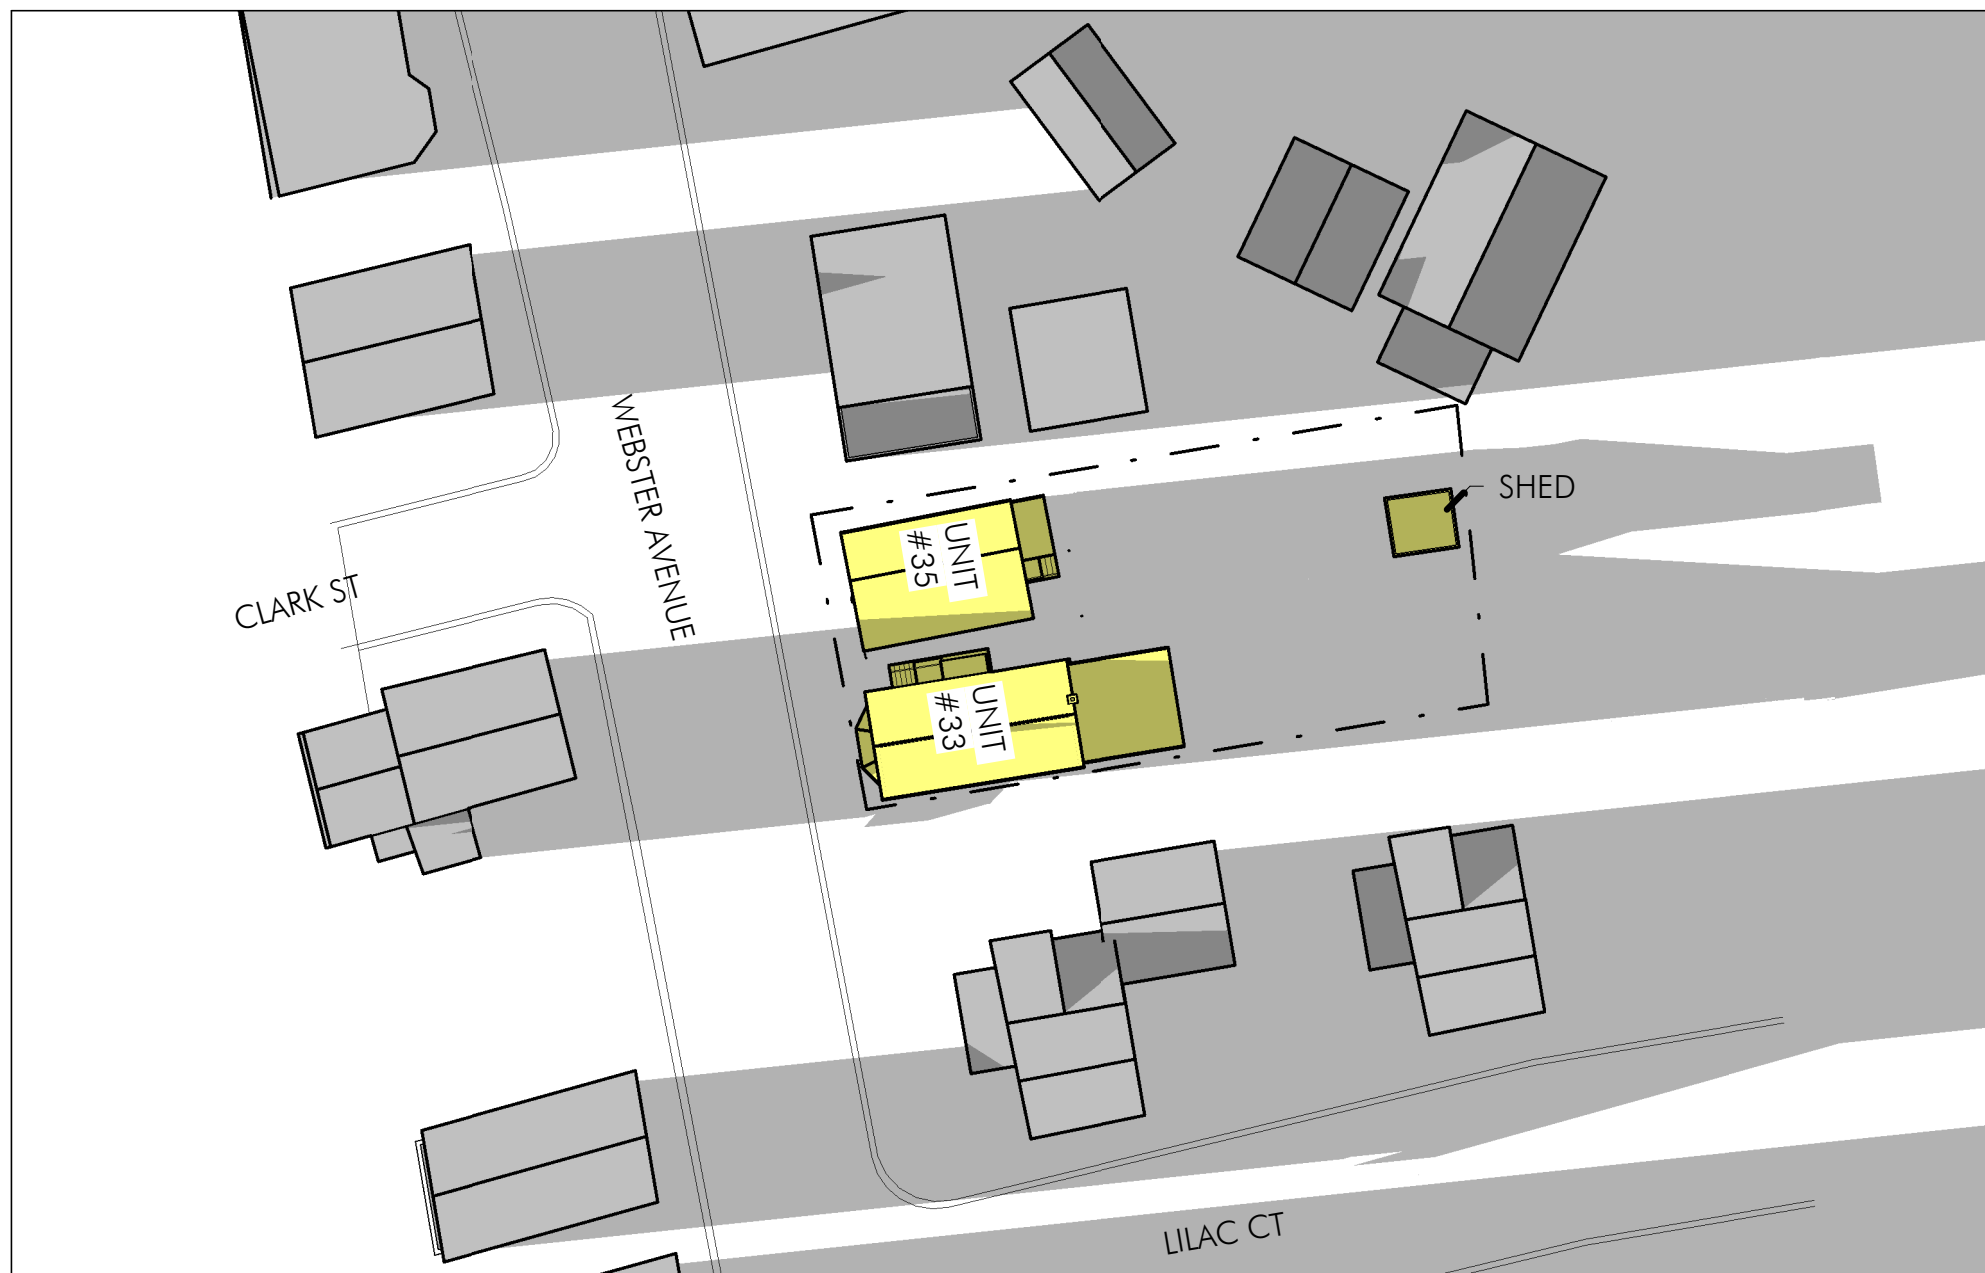 WEBSTER AVENUE
SHED
UNIT
#35
CLARK ST
UNIT
#33
LILAC CT